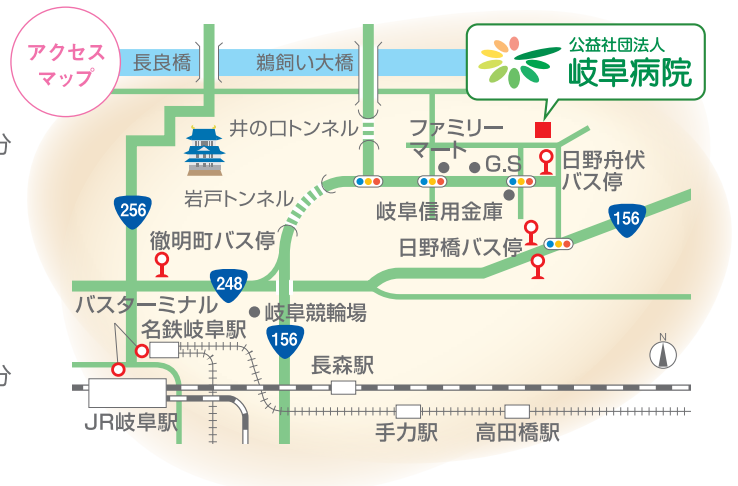 アクセス
マップ
長良橋
鵜飼い大橋
公益社団法人
岐阜病院
分
井の口トンネル
ファミリー
マート
G.S
日野舟伏
バス停
岩戸トンネル
岐阜信用金庫
256
156
徹明町バス停
日野橋バス停
248
バスターミナル
岐阜競輪場
名鉄岐阜駅
156
N
長森駅
分
JR岐阜駅
手力駅
高田橋駅